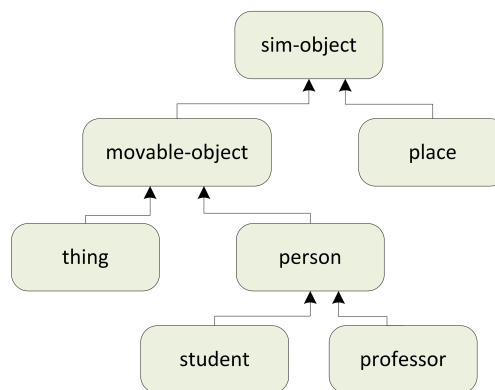 sim-object
movable-object
place
thing
person
student
professor